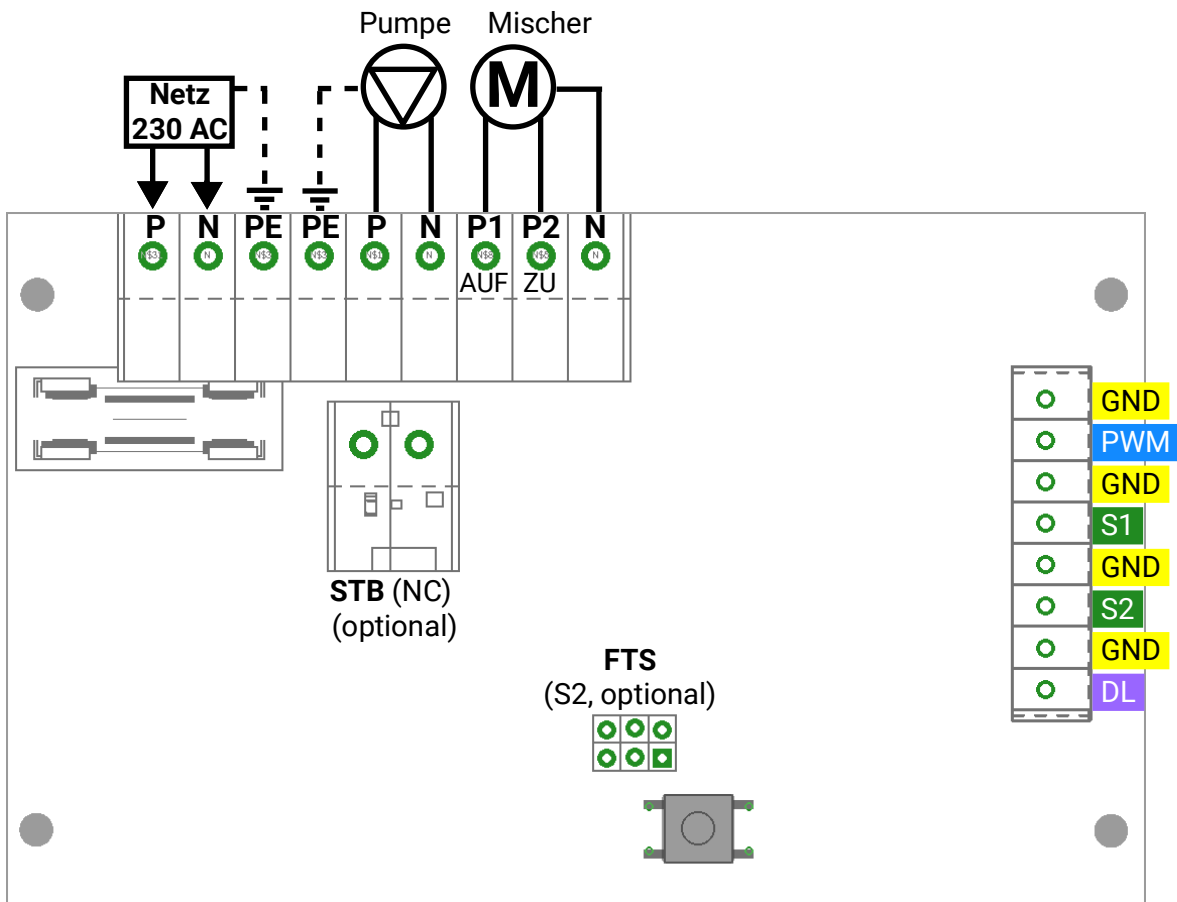 Pumpe Mischer
Netz
230 AC
M
P N PE PE P N P1 P2 N
N N N
AUF ZU
GND
PWM
GND
S1
GND
S2
GND
DL
STB (NC)
(optional)
FTS
(S2, optional)